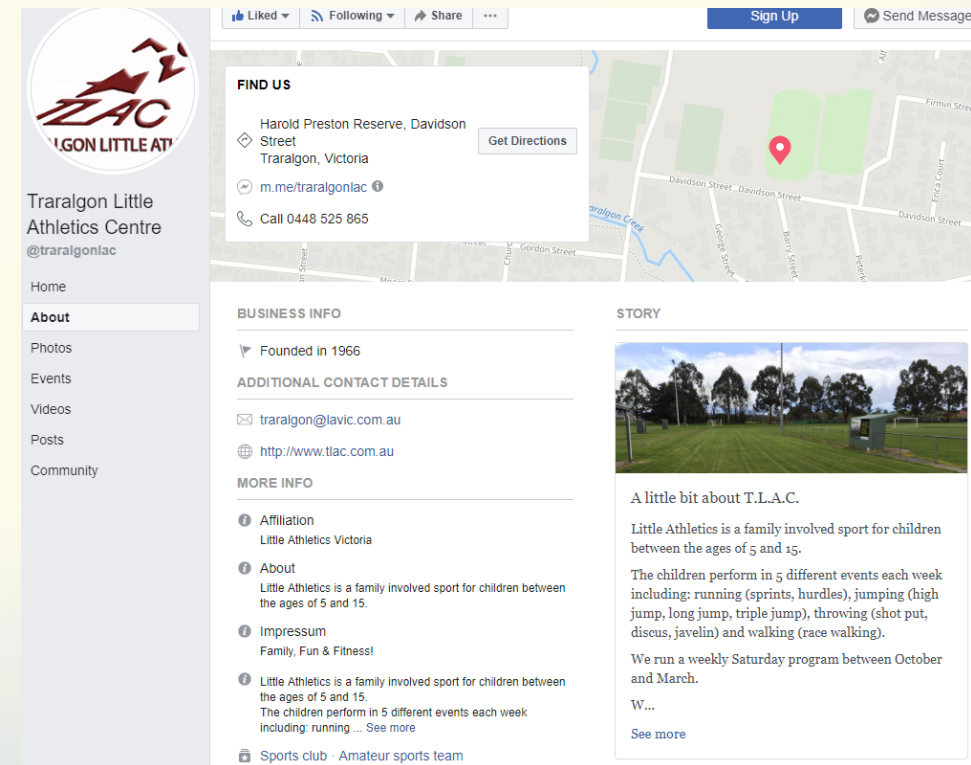 Liked
Following
Share
Sign Up
Send Message
TLAC
LGON LITTLE ATH
Traralgon Little
Athletics Centre
@traralgonlac
Home
About
Photos
Events
Videos
Posts
Community
FIND US
Harold Preston Reserve, Davidson
Street
Traralgon, Victoria
Get Directions
m.me/traralgonlac
Call 0448 525 865
Firmin Stree
Davidson Street
Davidson Street
Davidson Street
Erica Court
aralgon Creek
George Street
Barry Street
Peterk
Gordon Street
Churc
BUSINESS INFO
Founded in 1966
ADDITIONAL CONTACT DETAILS
traralgon@lavic.com.au
http://www.tlac.com.au
MORE INFO
Affiliation
Little Athletics Victoria
About
Little Athletics is a family involved sport for children between
the ages of 5 and 15.
Impressum
Family, Fun & Fitness!
Little Athletics is a family involved sport for children between
the ages of 5 and 15.
The children perform in 5 different events each week
including: running ... See more
Sports club · Amateur sports team
STORY
A little bit about T.L.A.C.
Little Athletics is a family involved sport for children
between the ages of 5 and 15.
The children perform in 5 different events each week
including: running (sprints, hurdles), jumping (high
jump, long jump, triple jump), throwing (shot put,
discus, javelin) and walking (race walking).
We run a weekly Saturday program between October
and March.
W...
See more